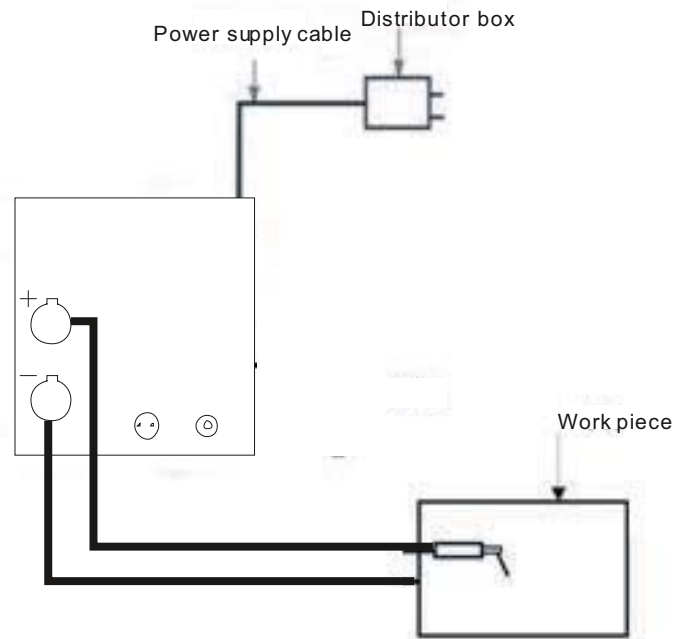 Distributor box
Power supply cable
+
−
Work piece